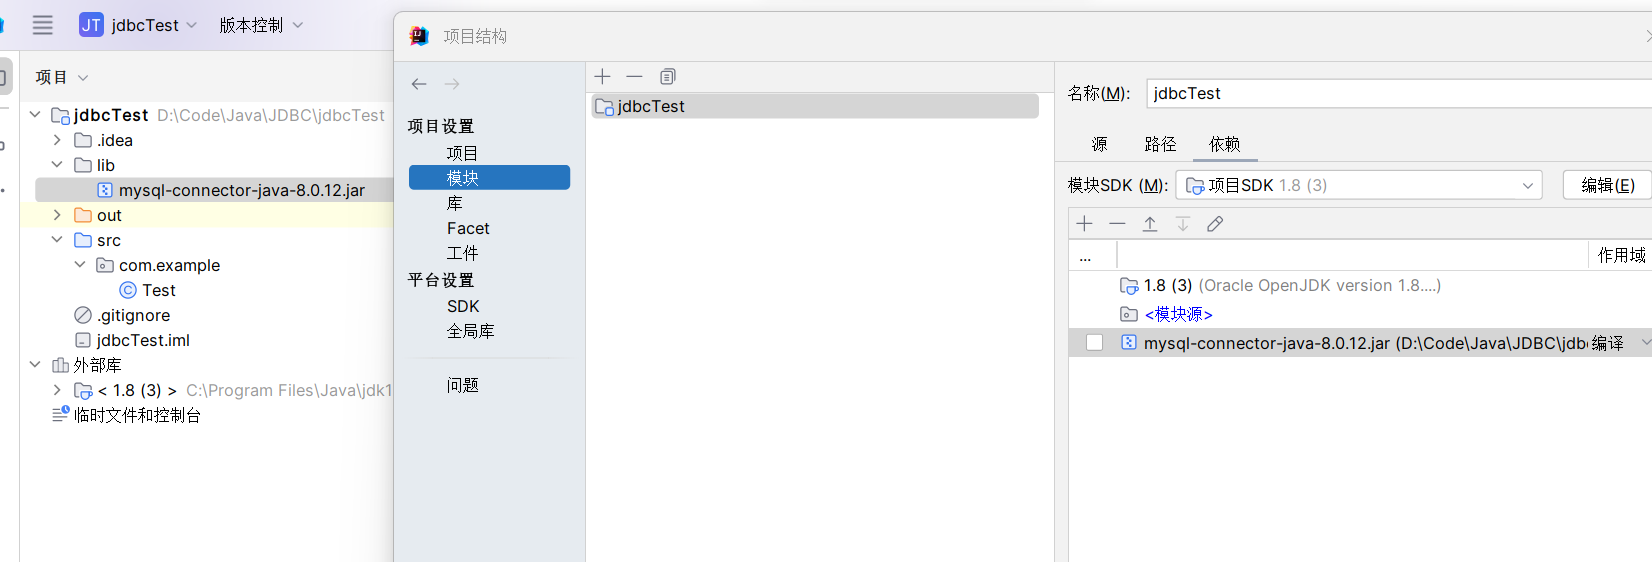 JT jdbcTest 版本控制
项目
jdbcTest D:\Code\Java\JDBC\jdbcTest
.idea
lib
mysql-connector-java-8.0.12.jar
out
src
com.example
Test
.gitignore
jdbcTest.iml
外部库
< 1.8 (3) > C:\Program Files\Java\jdk1
临时文件和控制台
项目结构
项目设置
项目
模块
库
Facet
工件
平台设置
SDK
全局库
问题
jdbcTest
名称(M): jdbcTest
源 路径 依赖
模块SDK (M): 项目SDK 1.8 (3) 编辑(E)
... 作用域
1.8 (3) (Oracle OpenJDK version 1.8....)
<模块源>
mysql-connector-java-8.0.12.jar (D:\Code\Java\JDBC\jdb 编译